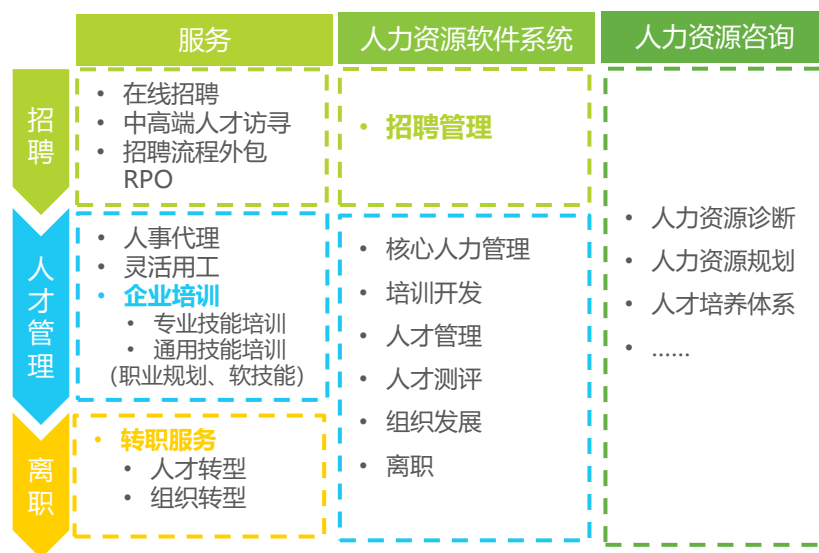 服务
人力资源软件系统
人力资源咨询
招聘
• 在线招聘
• 中高端人才访寻
• 招聘流程外包
RPO
• 招聘管理
人才管理
• 人事代理
• 灵活用工
• 企业培训
• 专业技能培训
• 通用技能培训
（职业规划、软技能）
• 核心人力管理
• 培训开发
• 人才管理
• 人才测评
• 组织发展
• 离职
• 人力资源诊断
• 人力资源规划
• 人才培养体系
• ......
离职
• 转职服务
• 人才转型
• 组织转型